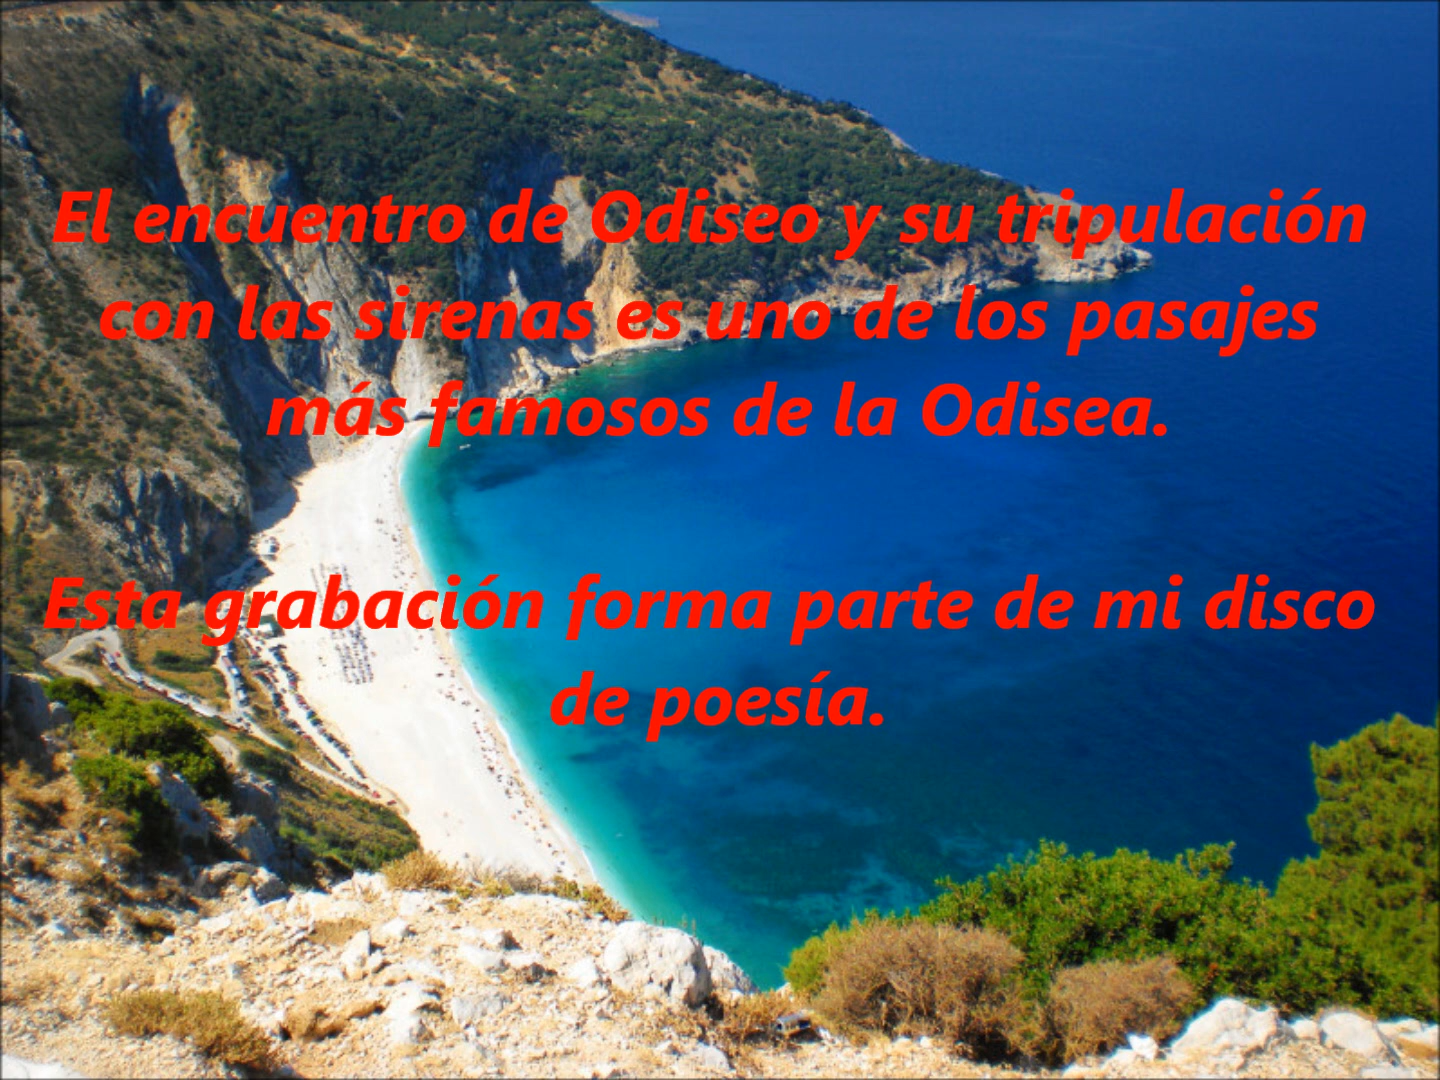 El encuentro de Odiseo y su tripulación
con las sirenas es uno de los pasajes
más famosos de la Odisea.
Esta grabación forma parte de mi disco
de poesía.